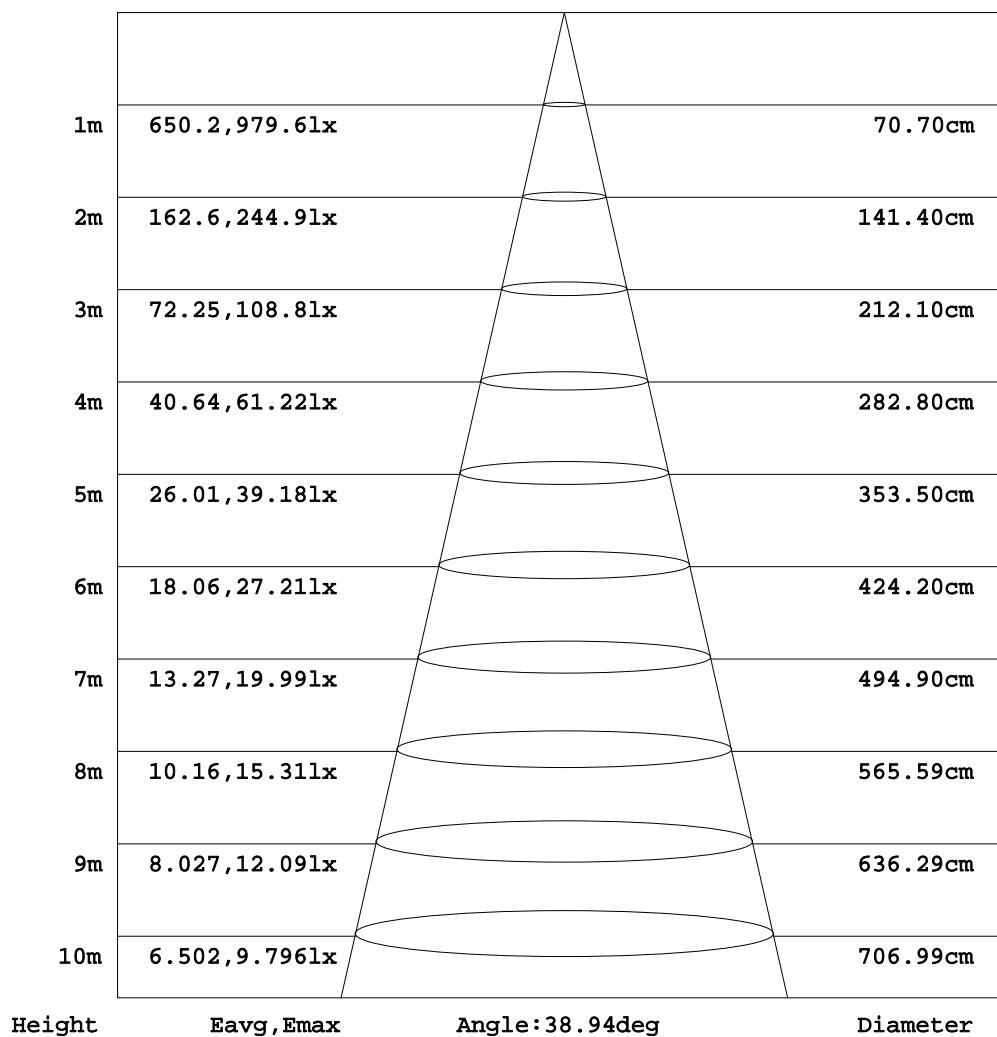 1m 650.2,979.6lx 70.70cm
2m 162.6,244.9lx 141.40cm
3m 72.25,108.8lx 212.10cm
4m 40.64,61.22lx 282.80cm
5m 26.01,39.18lx 353.50cm
6m 18.06,27.21lx 424.20cm
7m 13.27,19.99lx 494.90cm
8m 10.16,15.31lx 565.59cm
9m 8.027,12.09lx 636.29cm
10m 6.502,9.796lx 706.99cm
Height Eavg,Emax Angle:38.94deg Diameter